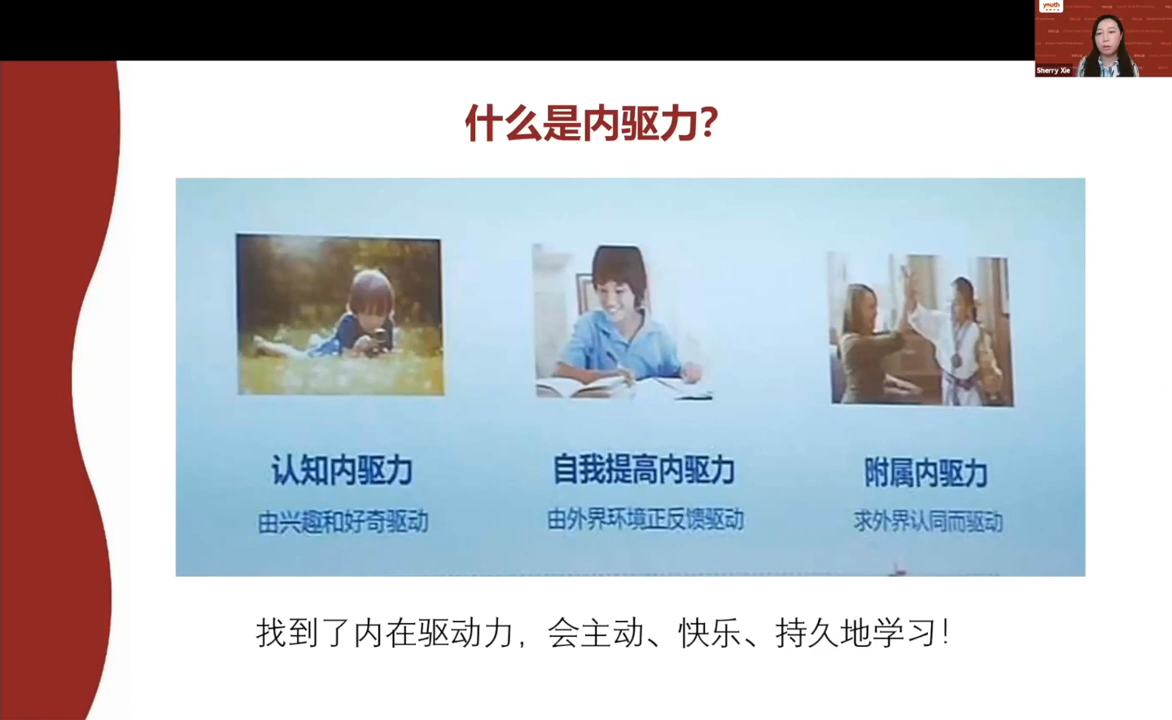 youth
Sherry Xie
什么是内驱力？
认知内驱力
自我提高内驱力
附属内驱力
由兴趣和好奇驱动
由外界环境正反馈驱动
求外界认同而驱动
找到了内在驱动力，会主动、快乐、持久地学习！